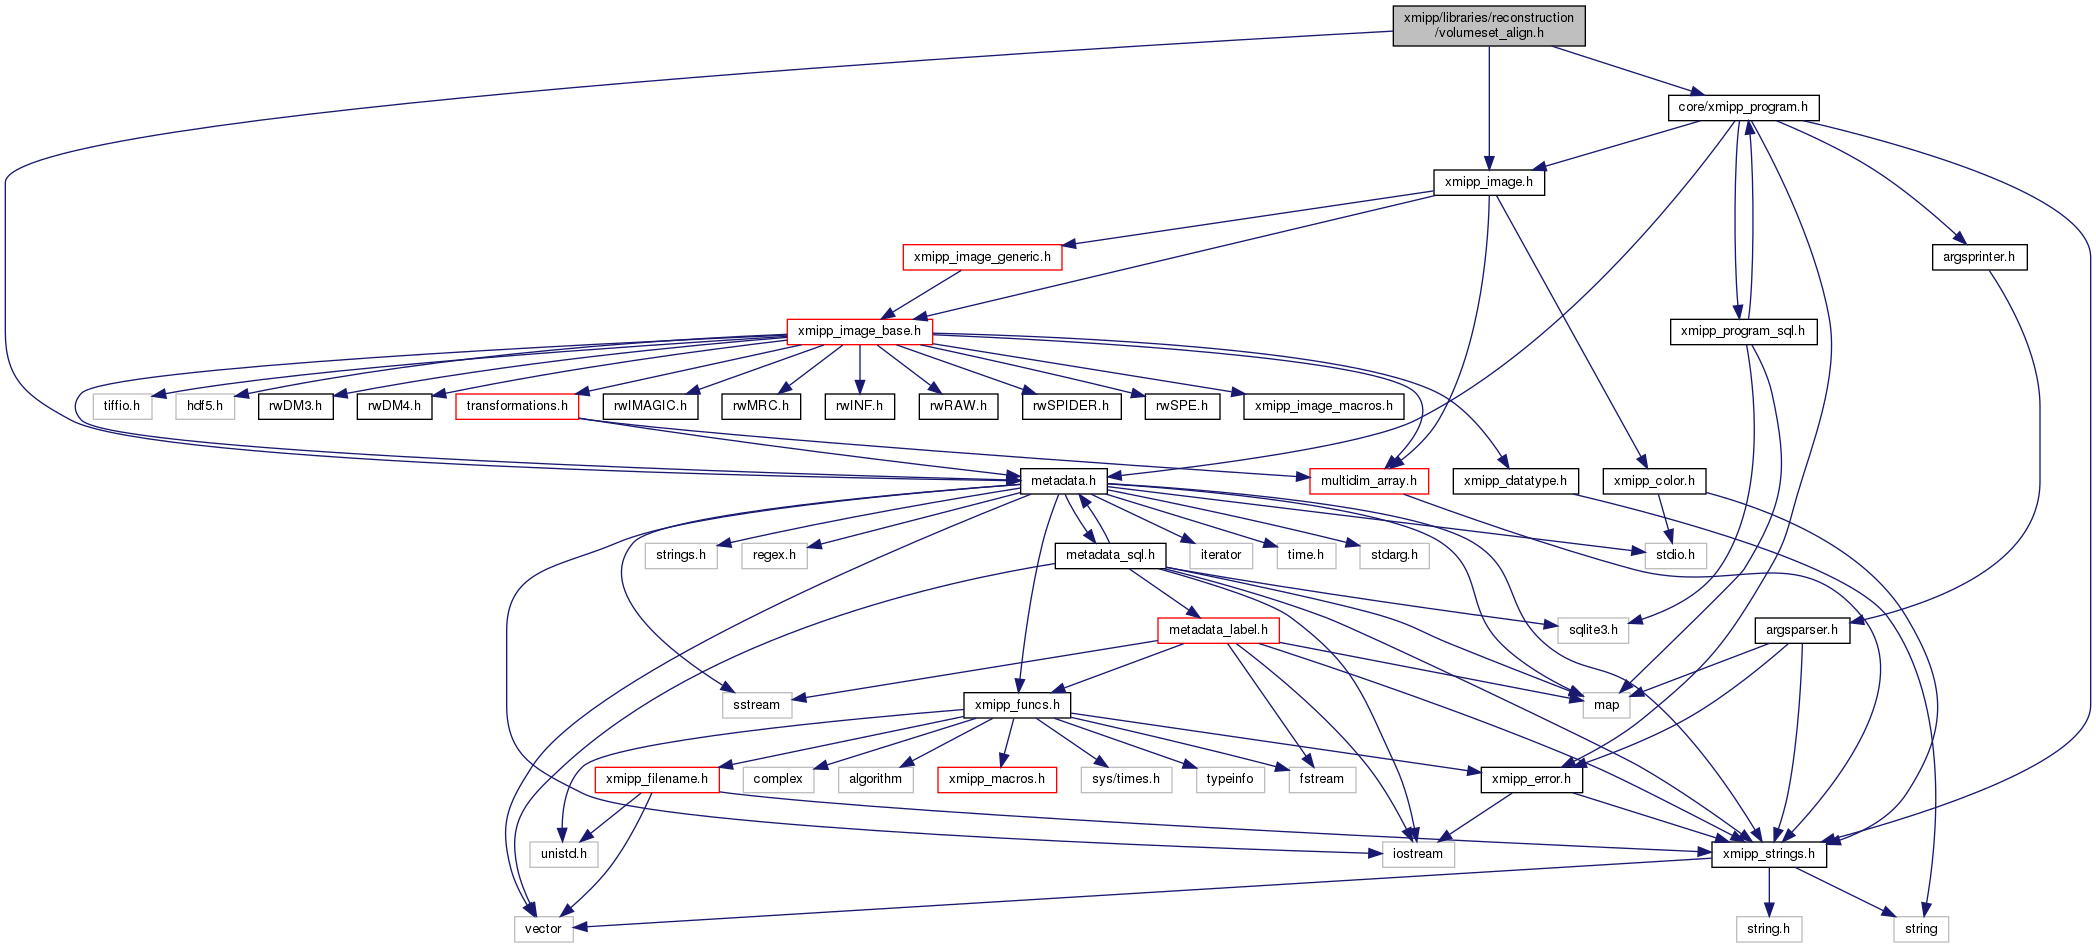 xmipp/libraries/reconstruction
/volumeset_align.h
core/xmipp_program.h
xmipp_image.h
xmipp_image_generic.h
argsprinter.h
xmipp_image_base.h
xmipp_program_sql.h
tiffio.h
hdf5.h
rwDM3.h
rwDM4.h
transformations.h
rwIMAGIC.h
rwMRC.h
rwINF.h
rwRAW.h
rwSPIDER.h
rwSPE.h
xmipp_image_macros.h
metadata.h
multidim_array.h
xmipp_datatype.h
xmipp_color.h
strings.h
regex.h
metadata_sql.h
iterator
time.h
stdarg.h
stdio.h
metadata_label.h
sqlite3.h
argsparser.h
sstream
xmipp_funcs.h
map
xmipp_filename.h
complex
algorithm
xmipp_macros.h
sys/times.h
typeinfo
fstream
xmipp_error.h
unistd.h
iostream
xmipp_strings.h
vector
string.h
string